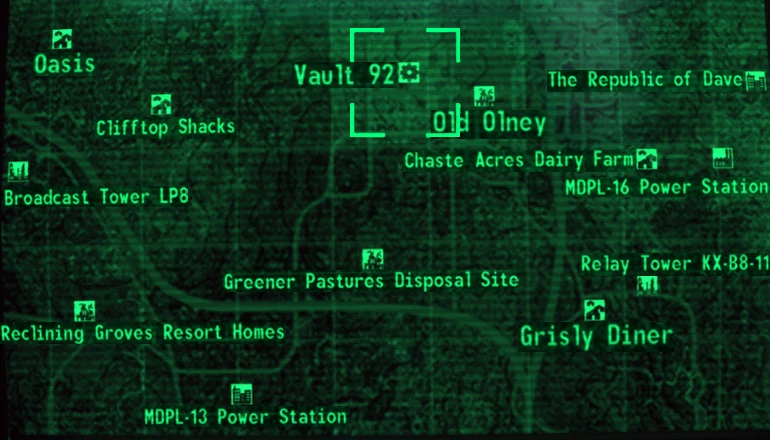 Oasis
Vault 92
The Republic of Dave
Clifftop Shacks
Old Olney
Chaste Acres Dairy Farm
MDPL-16 Power Station
Broadcast Tower LP8
Relay Tower KX-B8-11
Greener Pastures Disposal Site
Reclining Groves Resort Homes
Grisly Diner
MDPL-13 Power Station